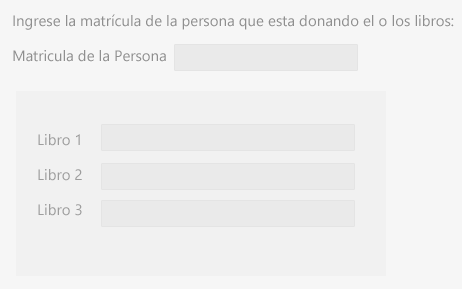 Ingrese la matrícula de la persona que esta donando el o los libros:
Matricula de la Persona
Libro 1
Libro 2
Libro 3